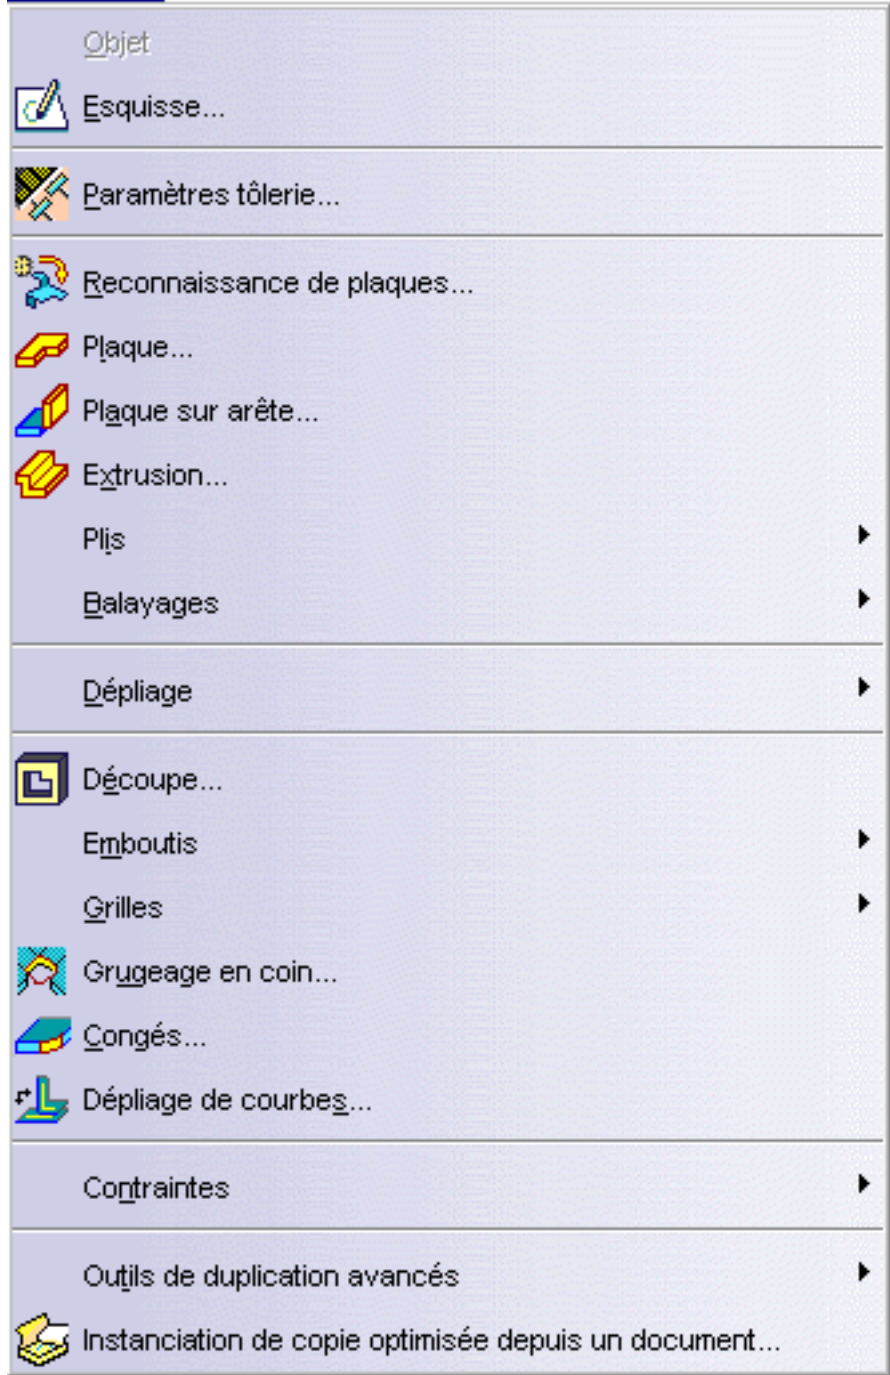 Objet
Esquisse...
Paramètres tôlerie...
Reconnaissance de plaques...
Plaque...
Plaque sur arête...
Extrusion...
Plis
Balayages
Dépliage
Découpe...
Emboutis
Grilles
Grugeage en coin...
Congés...
Dépliage de courbes...
Contraintes
Outils de duplication avancés
Instanciation de copie optimisée depuis un document...